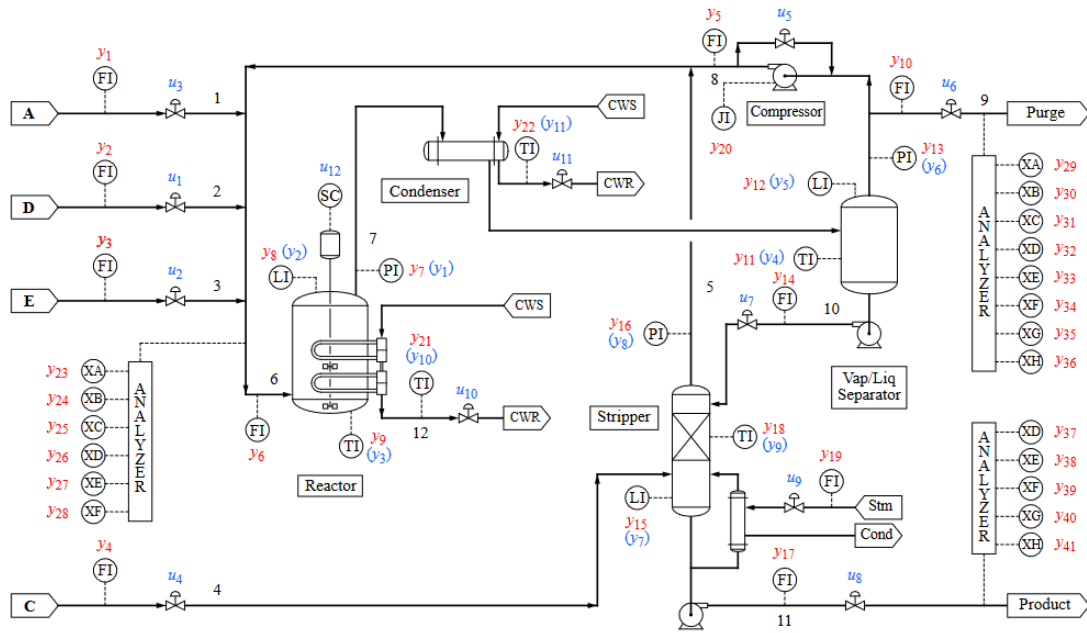 y5
u5
y1
FI
FI
y10
u3
8
FI
u6
9
A
1
Purge
JI
Compressor
y2
CWS
y22 (y11)
y20
y13
(y6)
FI
TI
u11
PI
XA
y29
u1
u12
y12 (y5)
LI
XB
y30
D
2
Condenser
CWR
SC
ANALYZER
XC
y31
y3
7
XD
y32
FI
y8 (y2)
y11 (y4)
TI
XE
y33
u2
LI
PI
y7 (y1)
y14
XF
y34
E
3
5
u7
FI
10
XG
y35
CWS
y16
(y8)
PI
XH
y36
y21
(y10)
y23
XA
ANALYZER
6
TI
u10
Vap/Liq
Separator
y24
XB
Stripper
y25
XC
FI
12
CWR
y18
(y9)
TI
XD
y37
y26
XD
y6
TI
y9
(y3)
y19
ANALYZER
XE
y38
y27
XE
u9
FI
XF
y39
y28
XF
Reactor
LI
Stm
XG
y40
y15
(y7)
Cond
XH
y41
y4
y17
FI
u4
FI
u8
C
4
11
Product